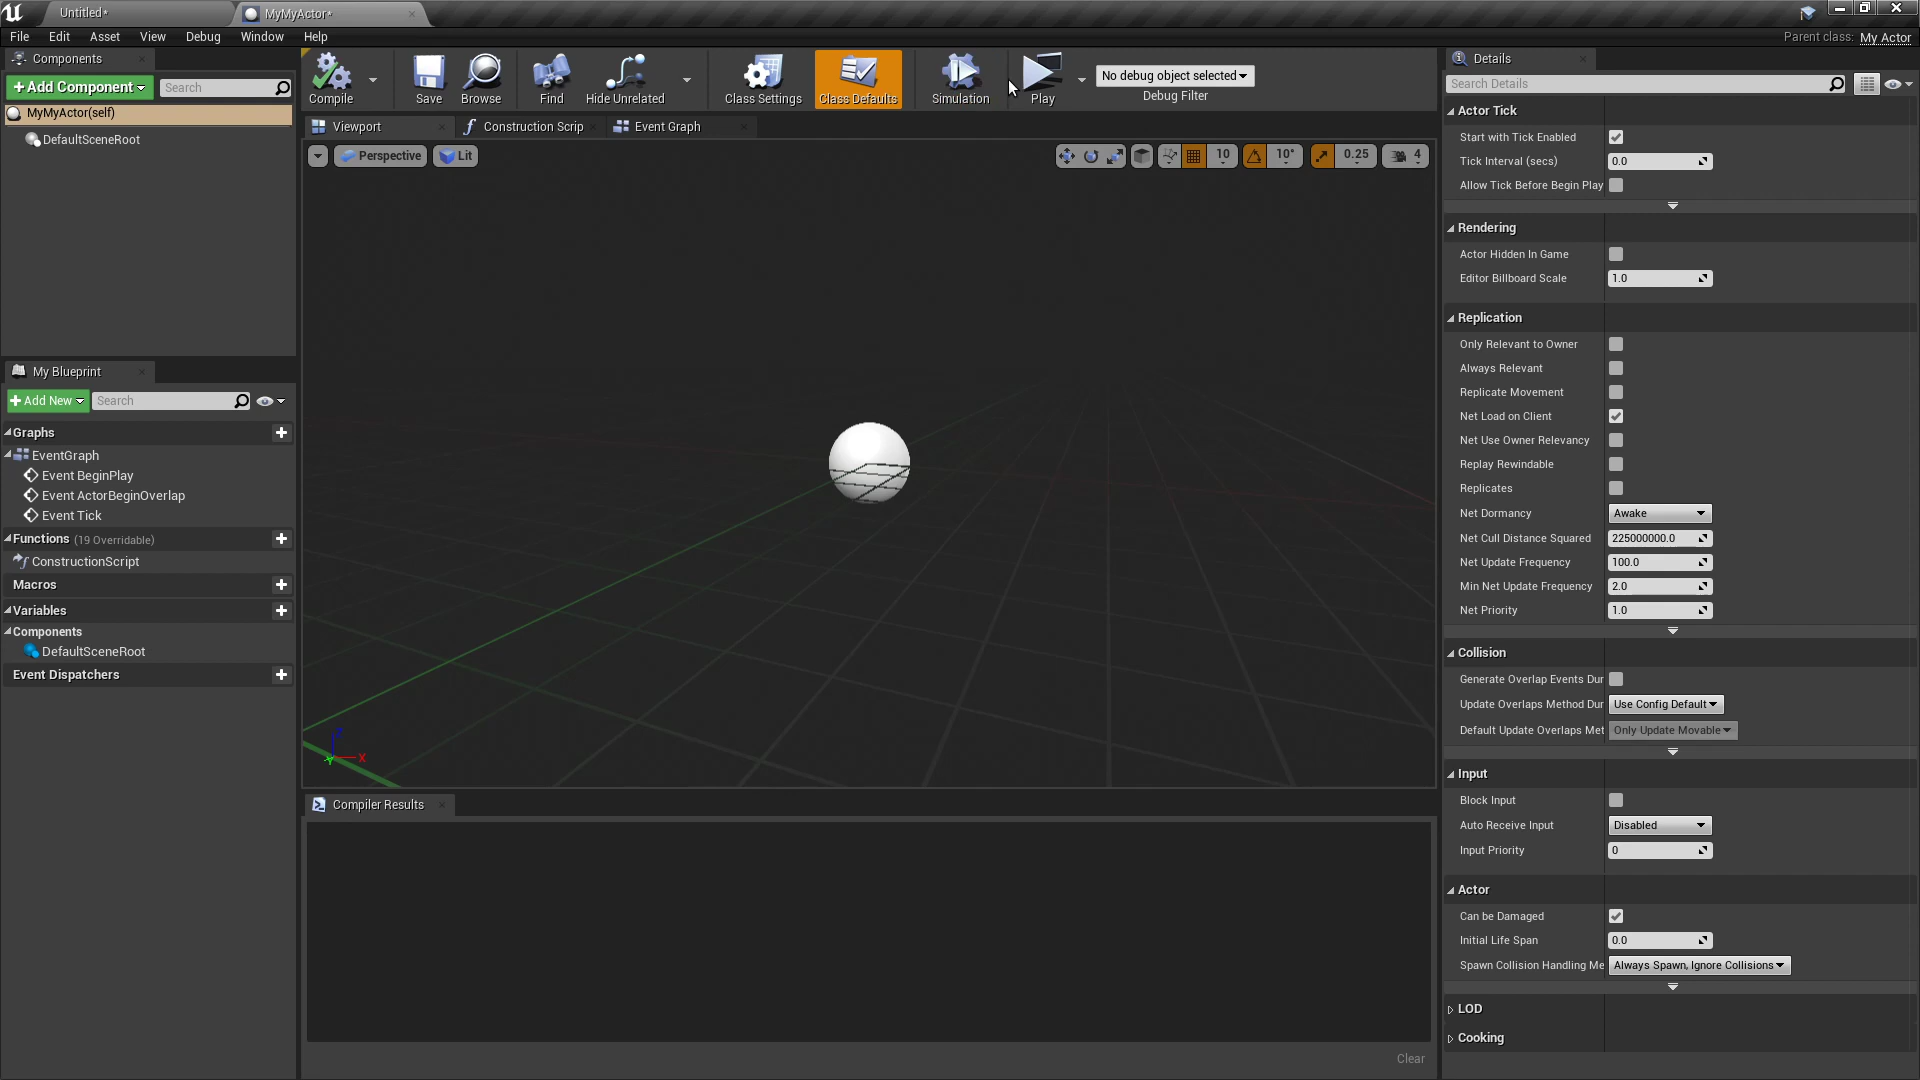 Untitled*
MyMyActor*
File Edit Asset View Debug Window Help
Parent class: My Actor
Components
Add Component
Search
MyMyActor(self)
DefaultSceneRoot
My Blueprint
Add New
Search
Graphs
EventGraph
Event BeginPlay
Event ActorBeginOverlap
Event Tick
Functions (19 Overridable)
ConstructionScript
Macros
Variables
Components
DefaultSceneRoot
Event Dispatchers
Compile
Save
Browse
Find
Hide Unrelated
Class Settings
Class Defaults
Simulation
Play
No debug object selected
Debug Filter
Viewport
Construction Scrip
Event Graph
Perspective
Lit
10
10°
0.25
4
Z
X
Y
Compiler Results
Clear
Details
Search Details
Actor Tick
Start with Tick Enabled
Tick Interval (secs) 0.0
Allow Tick Before Begin Play
Rendering
Actor Hidden In Game
Editor Billboard Scale 1.0
Replication
Only Relevant to Owner
Always Relevant
Replicate Movement
Net Load on Client
Net Use Owner Relevancy
Replay Rewindable
Replicates
Net Dormancy Awake
Net Cull Distance Squared 225000000.0
Net Update Frequency 100.0
Min Net Update Frequency 2.0
Net Priority 1.0
Collision
Generate Overlap Events Dur
Update Overlaps Method Dur Use Config Default
Default Update Overlaps Met Only Update Movable
Input
Block Input
Auto Receive Input Disabled
Input Priority 0
Actor
Can be Damaged
Initial Life Span 0.0
Spawn Collision Handling Me Always Spawn, Ignore Collisions
LOD
Cooking